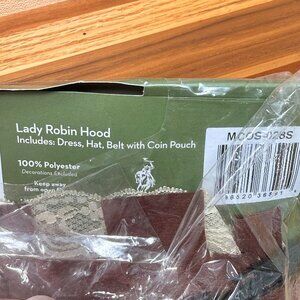 Lady Robin Hood
Includes: Dress, Hat, Belt with Coin Pouch
100% Polyester
Decorations Excluded
Keep away
MCOS-028S